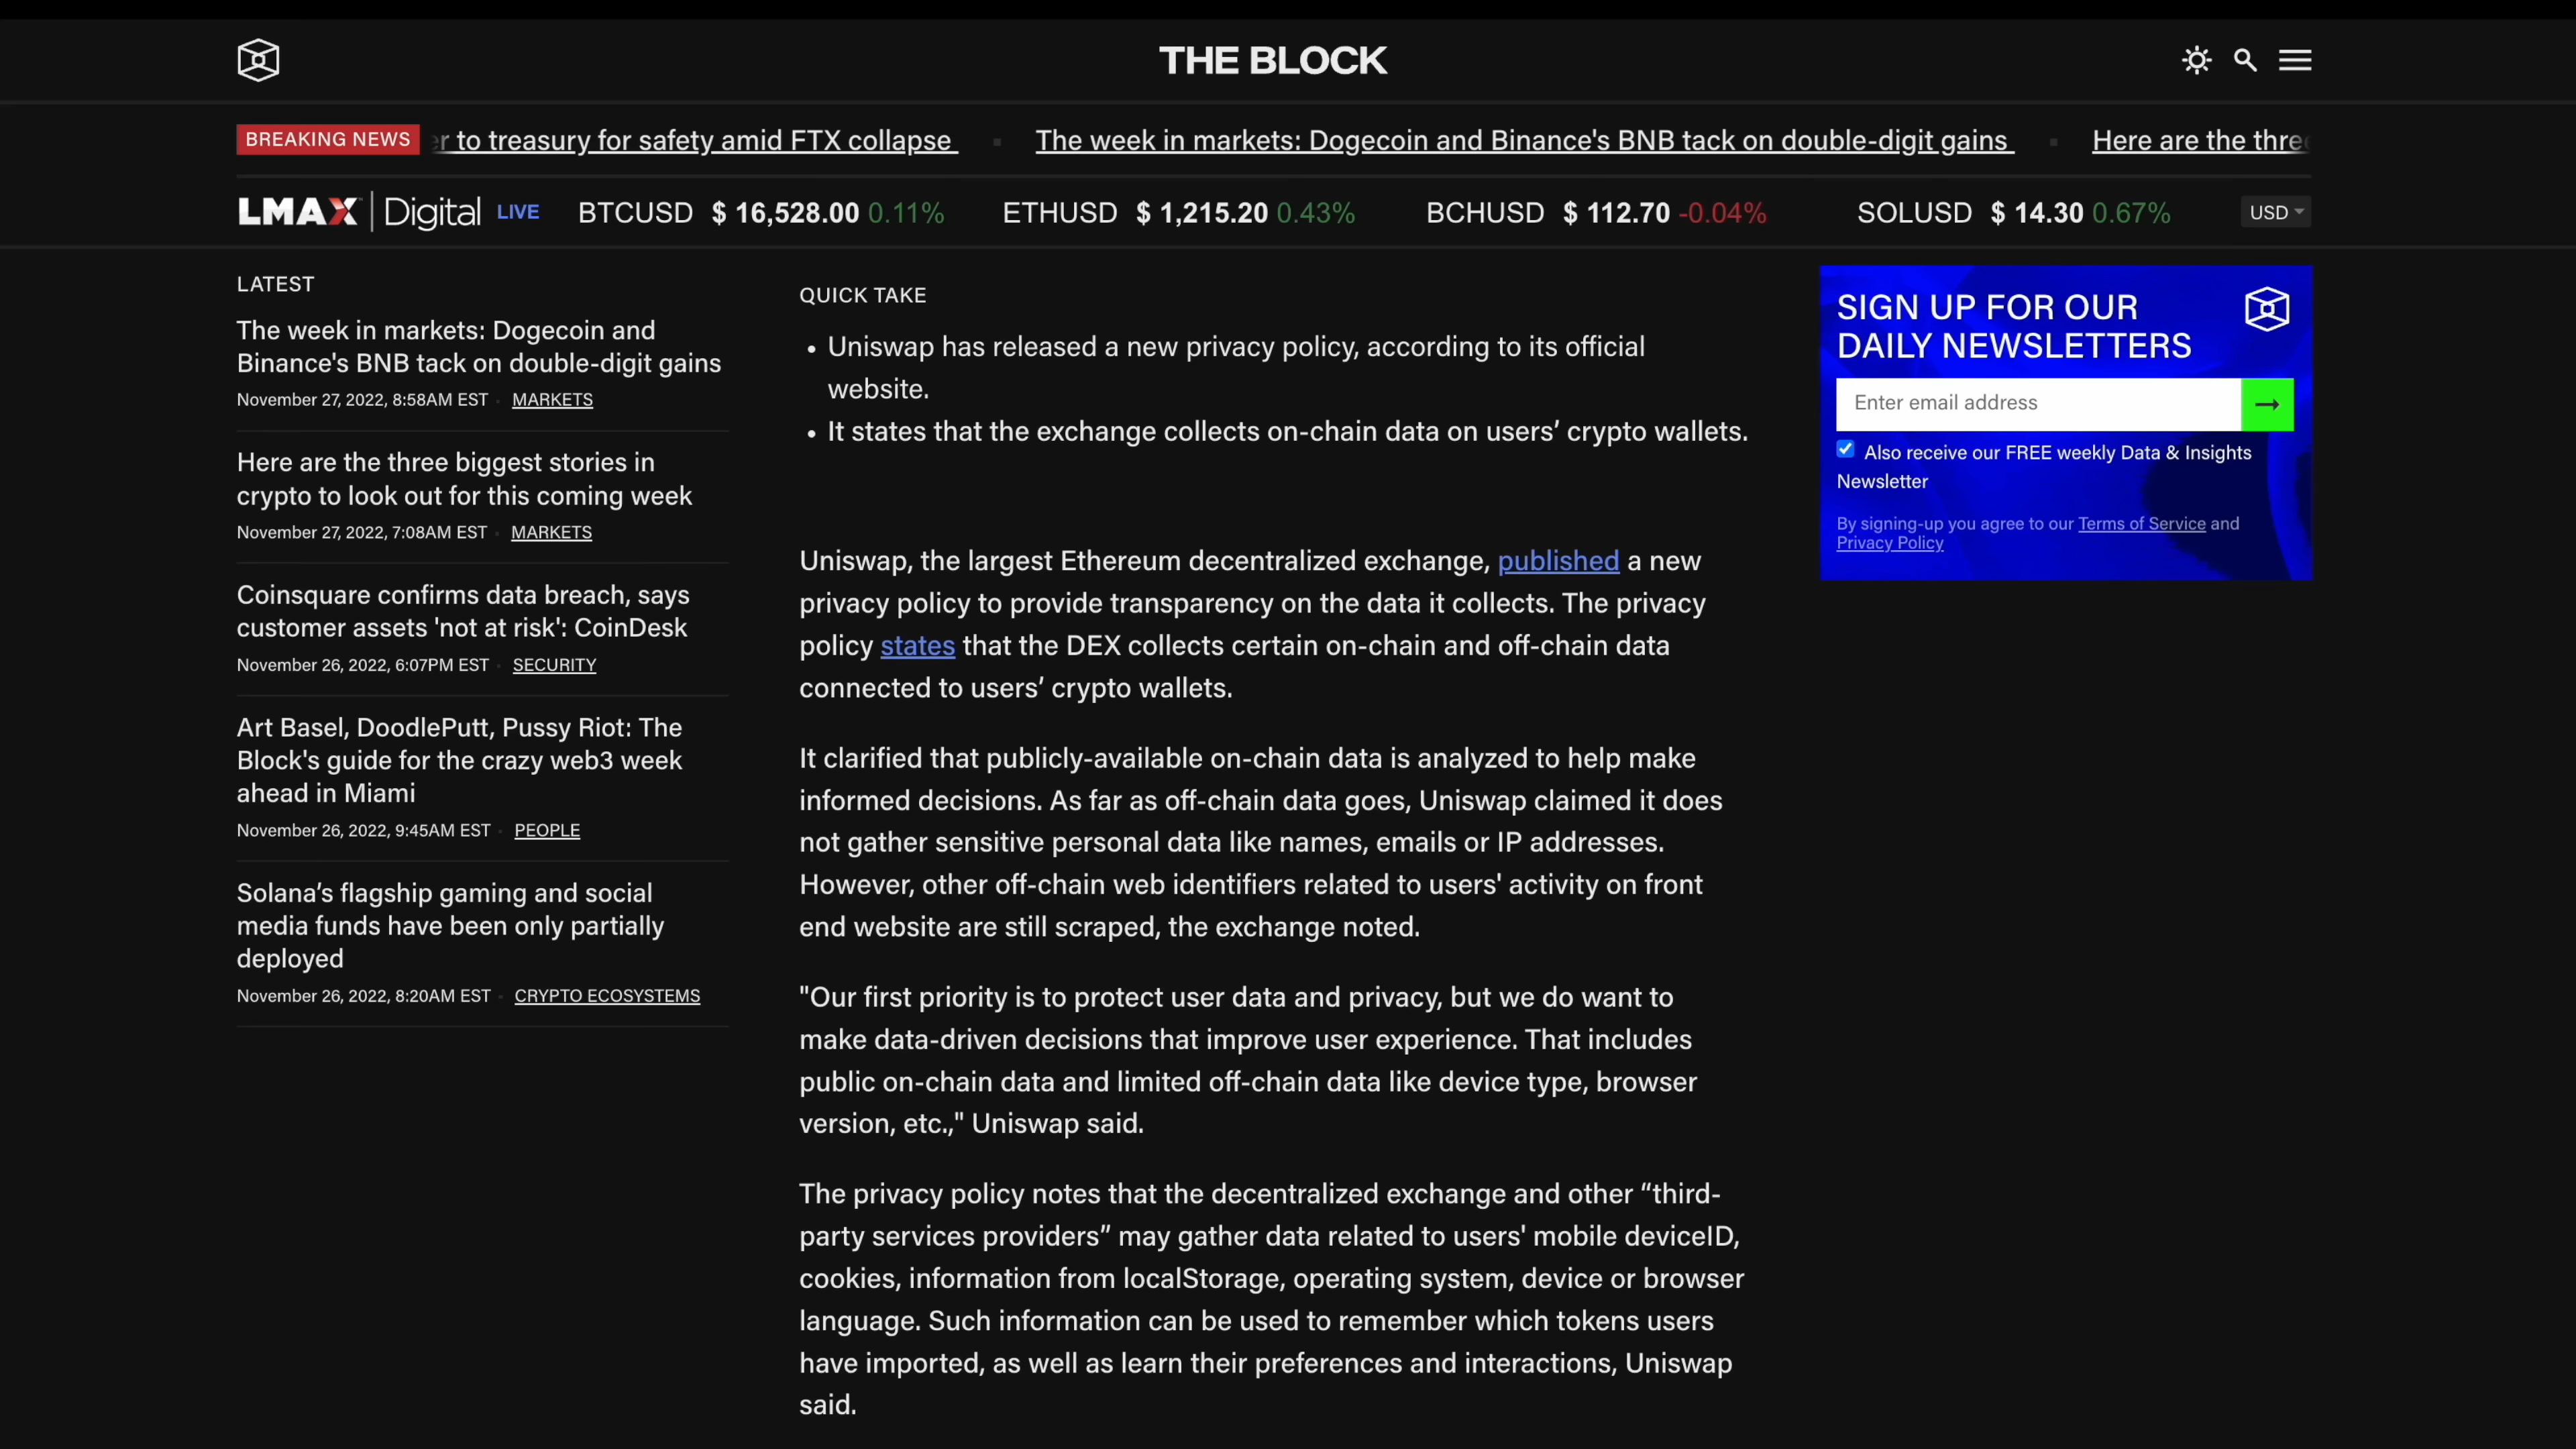 THE BLOCK
BREAKING NEWS
to treasury for safety amid FTX collapse
The week in markets: Dogecoin and Binance's BNB tack on double-digit gains
Here are the three
LMAX Digital LIVE
BTCUSD $ 16,528.00 0.11%
ETHUSD $ 1,215.20 0.43%
BCHUSD $ 112.70 -0.04%
SOLUSD $ 14.30 0.67%
USD
LATEST
The week in markets: Dogecoin and
Binance's BNB tack on double-digit gains
November 27, 2022, 8:58AM EST MARKETS
Here are the three biggest stories in
crypto to look out for this coming week
November 27, 2022, 7:08AM EST MARKETS
Coinsquare confirms data breach, says
customer assets 'not at risk': CoinDesk
November 26, 2022, 6:07PM EST SECURITY
Art Basel, DoodlePutt, Pussy Riot: The
Block's guide for the crazy web3 week
ahead in Miami
November 26, 2022, 9:45AM EST PEOPLE
Solana’s flagship gaming and social
media funds have been only partially
deployed
November 26, 2022, 8:20AM EST CRYPTO ECOSYSTEMS
QUICK TAKE
• Uniswap has released a new privacy policy, according to its official
website.
• It states that the exchange collects on-chain data on users’ crypto wallets.
Uniswap, the largest Ethereum decentralized exchange, published a new
privacy policy to provide transparency on the data it collects. The privacy
policy states that the DEX collects certain on-chain and off-chain data
connected to users’ crypto wallets.
It clarified that publicly-available on-chain data is analyzed to help make
informed decisions. As far as off-chain data goes, Uniswap claimed it does
not gather sensitive personal data like names, emails or IP addresses.
However, other off-chain web identifiers related to users' activity on front
end website are still scraped, the exchange noted.
"Our first priority is to protect user data and privacy, but we do want to
make data-driven decisions that improve user experience. That includes
public on-chain data and limited off-chain data like device type, browser
version, etc.," Uniswap said.
The privacy policy notes that the decentralized exchange and other “third-
party services providers” may gather data related to users' mobile deviceID,
cookies, information from localStorage, operating system, device or browser
language. Such information can be used to remember which tokens users
have imported, as well as learn their preferences and interactions, Uniswap
said.
SIGN UP FOR OUR
DAILY NEWSLETTERS
Enter email address
Also receive our FREE weekly Data & Insights
Newsletter
By signing-up you agree to our Terms of Service and
Privacy Policy